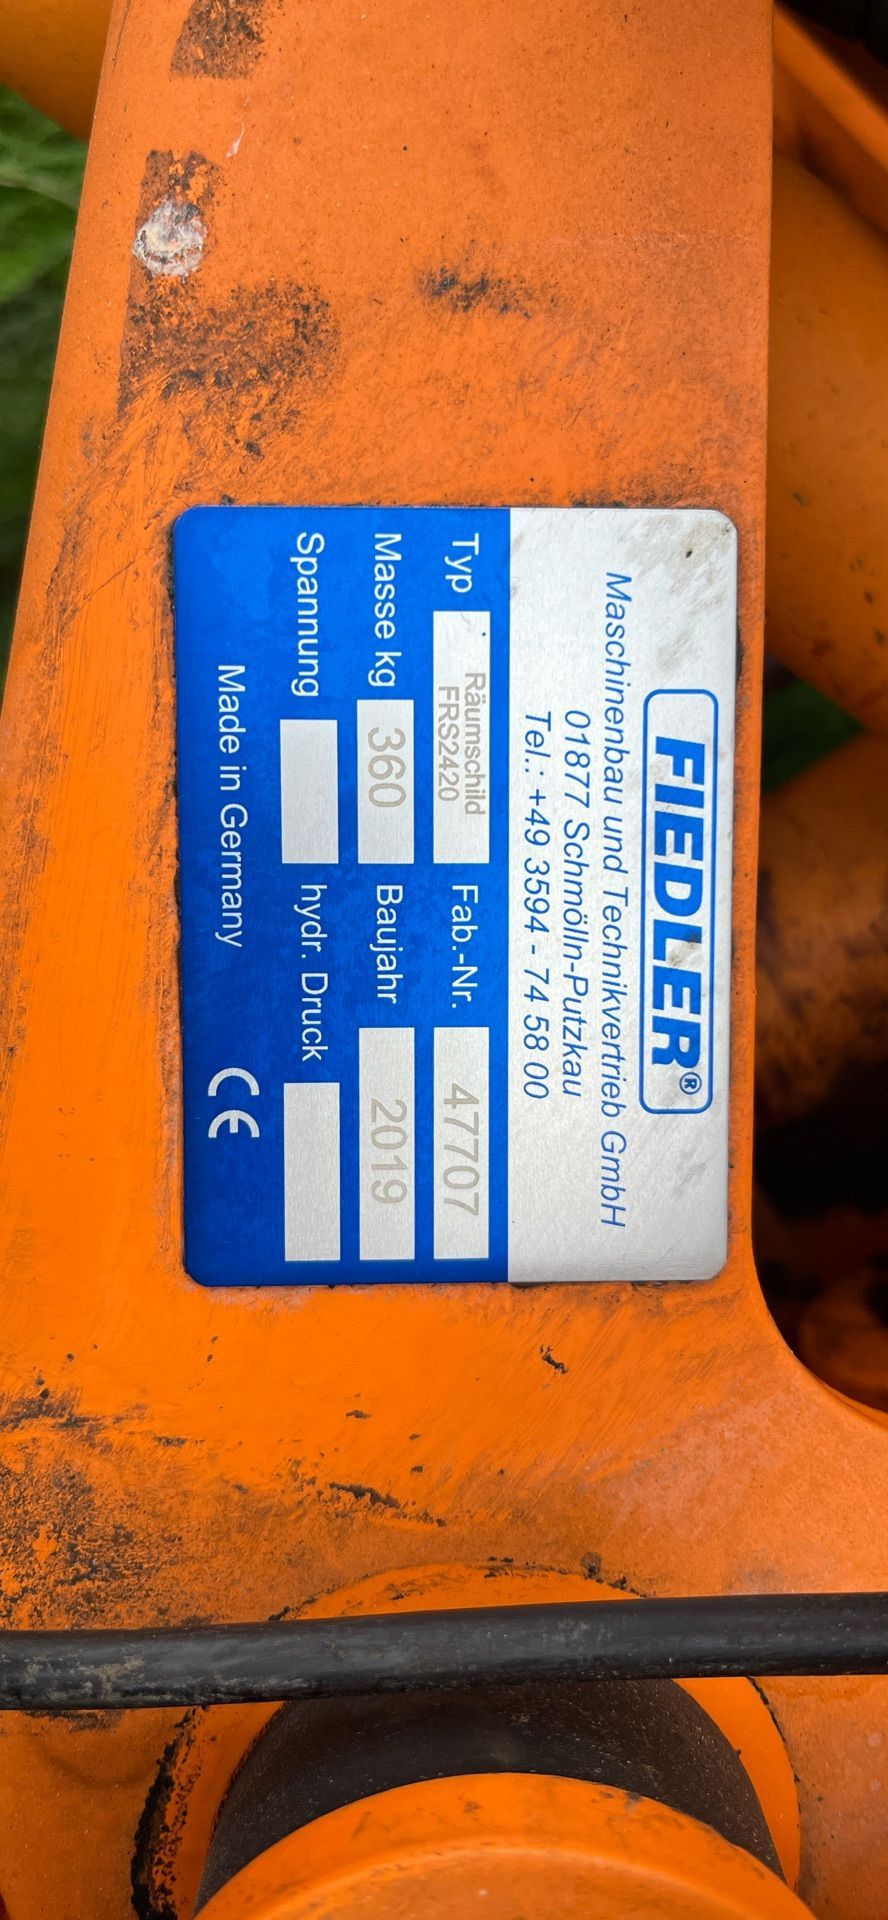 FIEDLER®
Maschinenbau und Technikvertrieb GmbH
01877 Schmölln-Putzkau
Tel.: +49 3594 - 74 58 00
Typ Räumschild FRS2420 Fab.-Nr. 47707
Masse kg 360 Baujahr 2019
Spannung hydr. Druck
Made in Germany CE